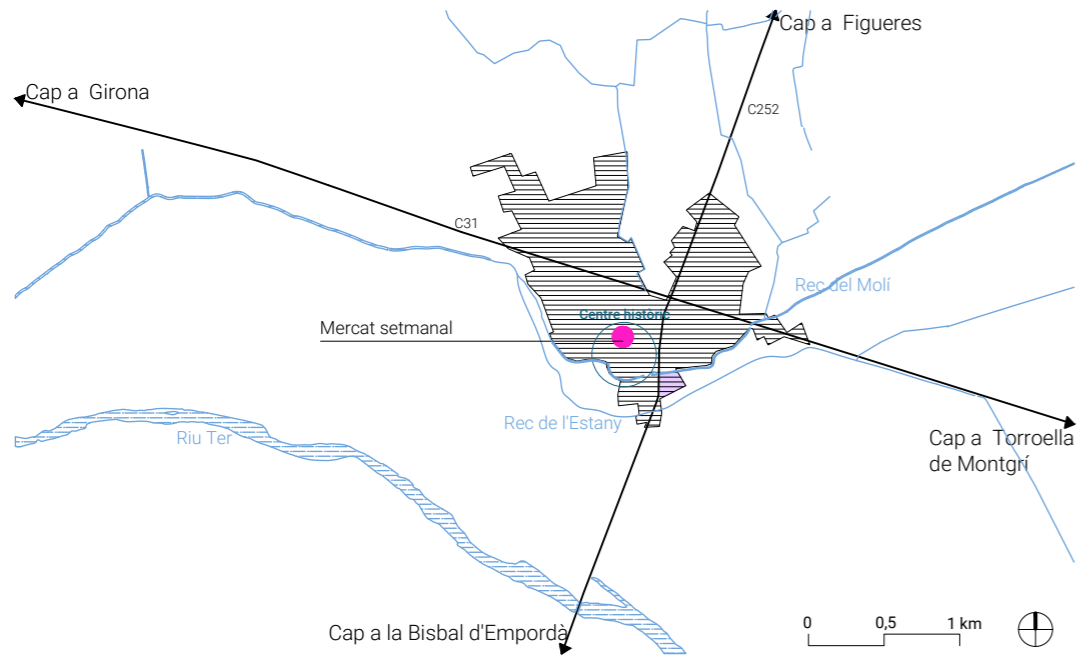 Cap a Figueres
Cap a Girona
C252
C31
Rec del Molí
Centre històric
Mercat setmanal
Rec de l'Estany
Riu Ter
Cap a Torroella
de Montgrí
Cap a la Bisbal d'Empordà
0 0,5 1 km